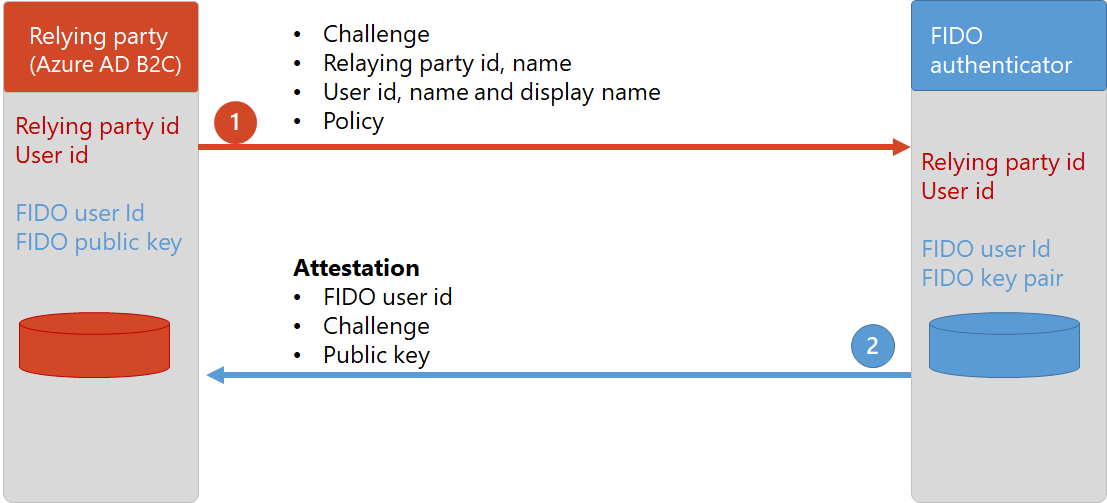 Relying party
(Azure AD B2C)
Relying party id
User id
FIDO user Id
FIDO public key
1
• Challenge
• Relaying party id, name
• User id, name and display name
• Policy
Attestation
• FIDO user id
• Challenge
• Public key
2
FIDO
authenticator
Relying party id
User id
FIDO user Id
FIDO key pair